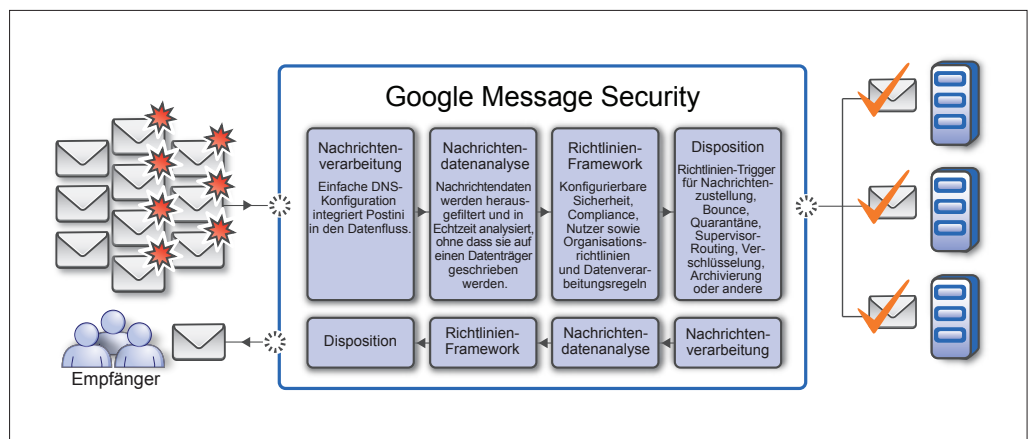 Google Message Security
Nachrichten-
verarbeitung
Einfache DNS-
Konfiguration
integriert Postini
in den Datenfluss.
Nachrichten-
datenanalyse
Nachrichtendaten
werden heraus-
gefiltert und in
Echtzeit analysiert,
ohne dass sie auf
einen Datenträger
geschrieben
werden.
Richtlinien-
Framework
Konfigurierbare
Sicherheit,
Compliance,
Nutzer sowie
Organisations-
richtlinien
und Datenverar-
beitungsregeln
Disposition
Richtlinien-Trigger
für Nachrichten-
zustellung,
Bounce,
Quarantäne,
Supervisor-
Routing, Ver-
schlüsselung,
Archivierung
oder andere
Disposition
Richtlinien-
Framework
Nachrichten-
datenanalyse
Nachrichten-
verarbeitung
Empfänger